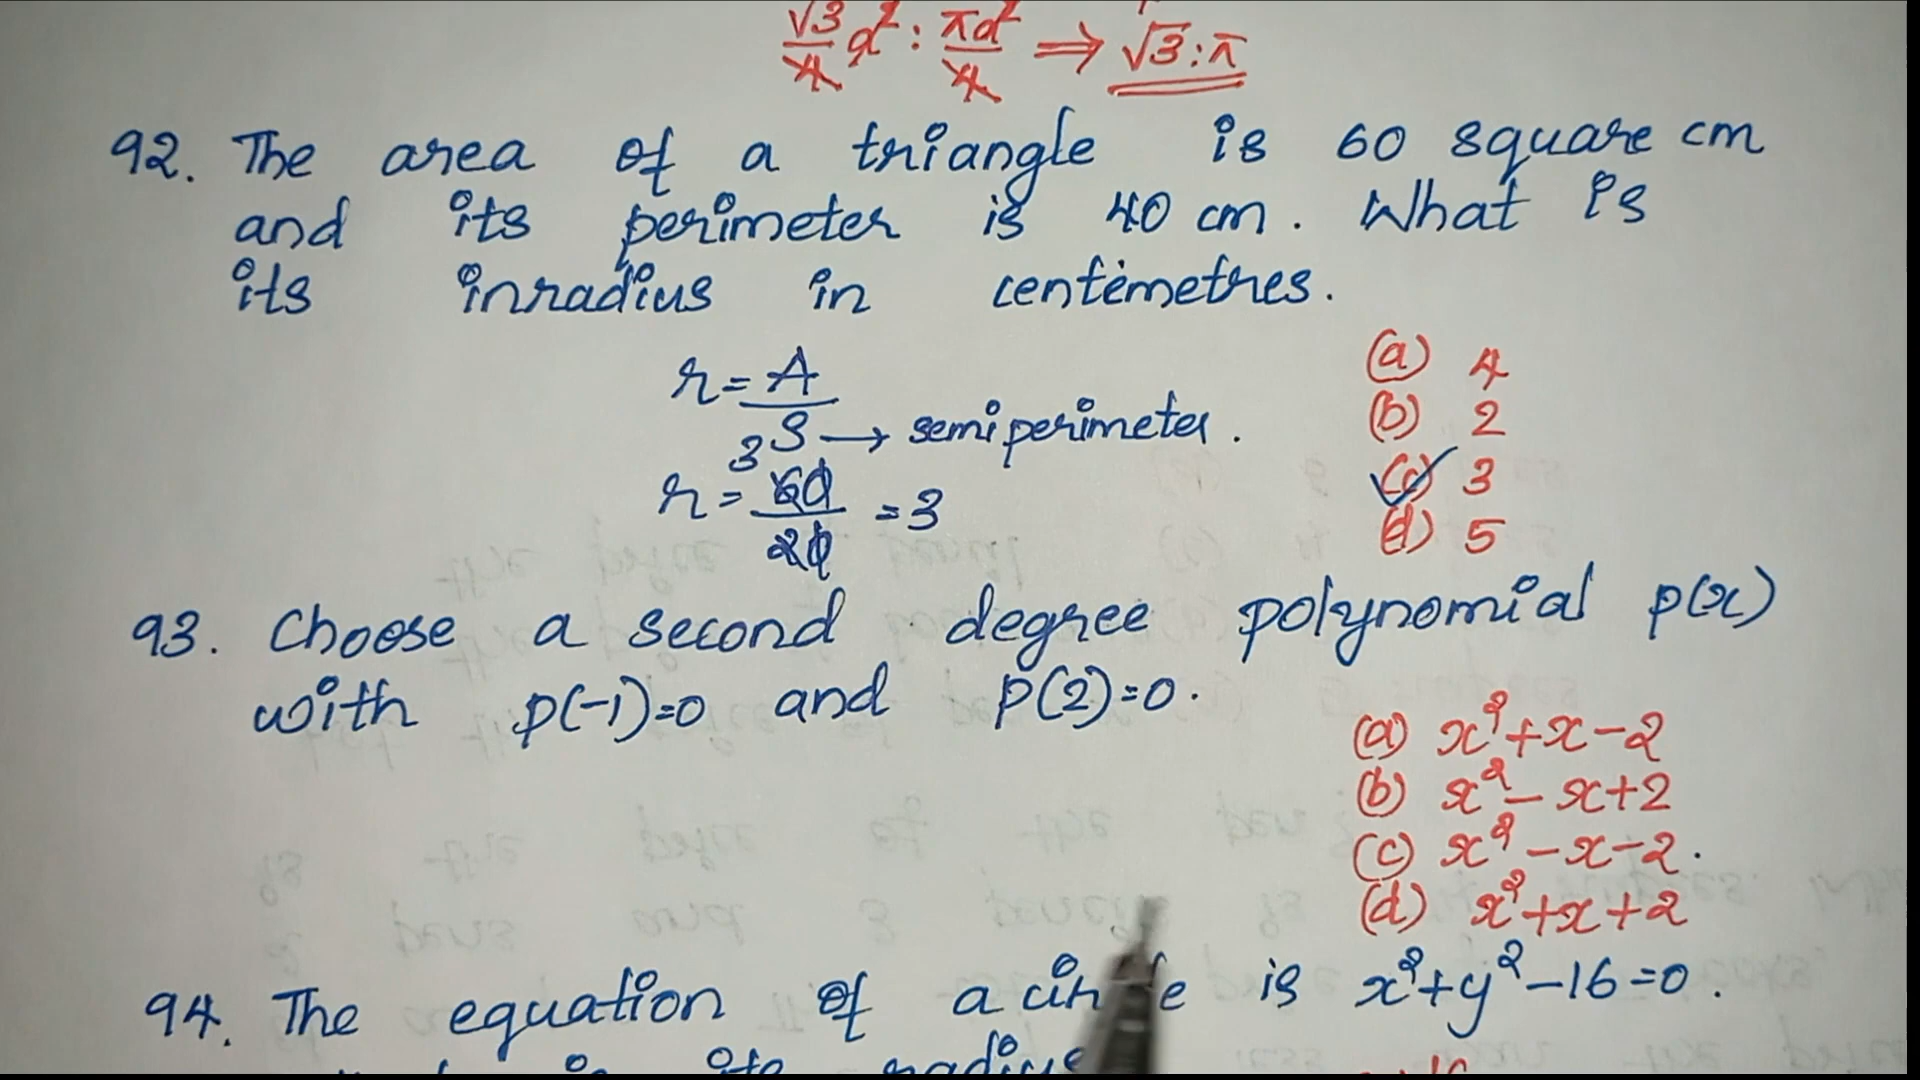 √3/4 a² : πa²/4 ⇒ √3 : π
92. The area of a triangle is 60 square cm
and its perimeter is 40 cm. What is
its inradius in centimetres.
r = A/S → semiperimeter.
r = 60/20 = 3
3
(a) 4
(b) 2
(c) 3
(d) 5
93. Choose a second degree polynomial p(x)
with p(-1)=0 and p(2)=0.
(a) x²+x-2
(b) x²-x+2
(c) x²-x-2.
(d) x²+x+2
94. The equation of a is x²+y²-16=0.
its radius